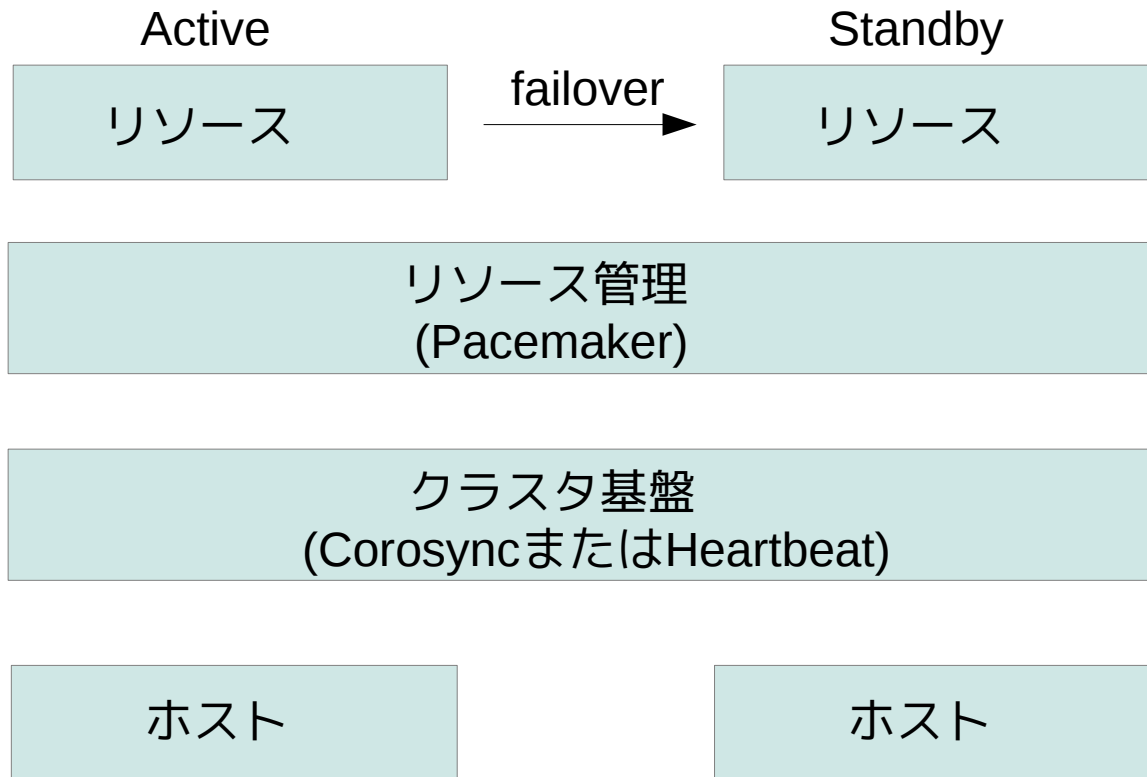 Active
Standby
リソース
failover
リソース
リソース管理
(Pacemaker)
クラスタ基盤
(CorosyncまたはHeartbeat)
ホスト
ホスト